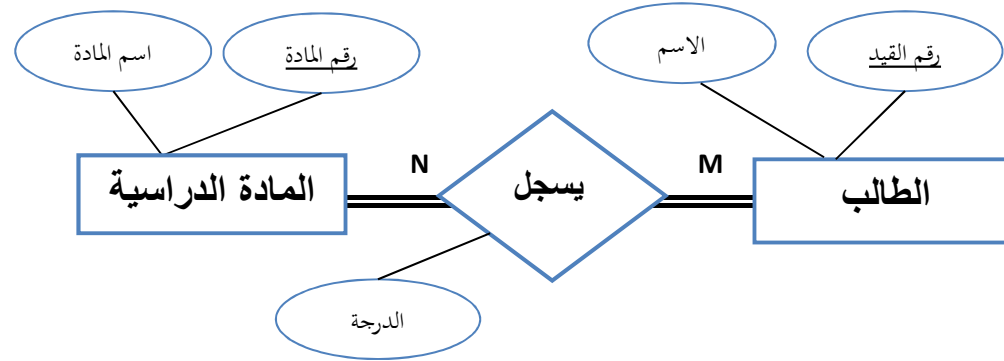 رقم القيد
الاسم
رقم المادة
اسم المادة
الطالب
M
يسجل
N
المادة الدراسية
الدرجة